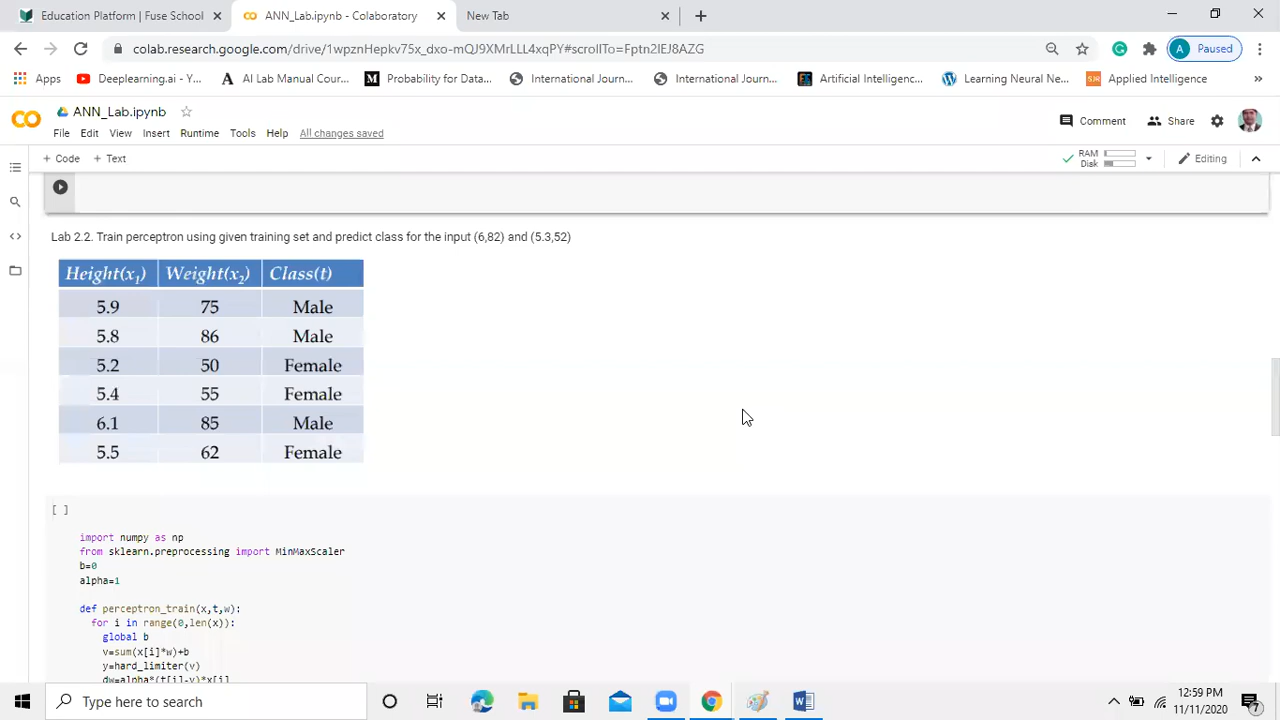 Education Platform | Fuse School
ANN_Lab.ipynb - Colaboratory
New Tab
colab.research.google.com/drive/1wpznHepkv75x_dxo-mQJ9XMrLLL4xqPY#scrollTo=Fptn2IEJ8AZG
A Paused
Apps
Deeplearning.ai - Y...
AI Lab Manual Cour...
Probability for Data...
International Journ...
International Journ...
Artificial Intelligenc...
Learning Neural Ne...
Applied Intelligence
ANN_Lab.ipynb
Comment
Share
File Edit View Insert Runtime Tools Help All changes saved
+ Code + Text
RAM
Disk
Editing
Lab 2.2. Train perceptron using given training set and predict class for the input (6,82) and (5.3,52)
Height(x1) Weight(x2) Class(t)
5.9 75 Male
5.8 86 Male
5.2 50 Female
5.4 55 Female
6.1 85 Male
5.5 62 Female
[ ]
import numpy as np
from sklearn.preprocessing import MinMaxScaler
b=0
alpha=1
def perceptron_train(x,t,w):
for i in range(0,len(x)):
global b
v=sum(x[i]*w)+b
y=hard_limiter(v)
dw=alpha*(t[i]-y)*x[i]
Type here to search
12:59 PM
11/11/2020
7